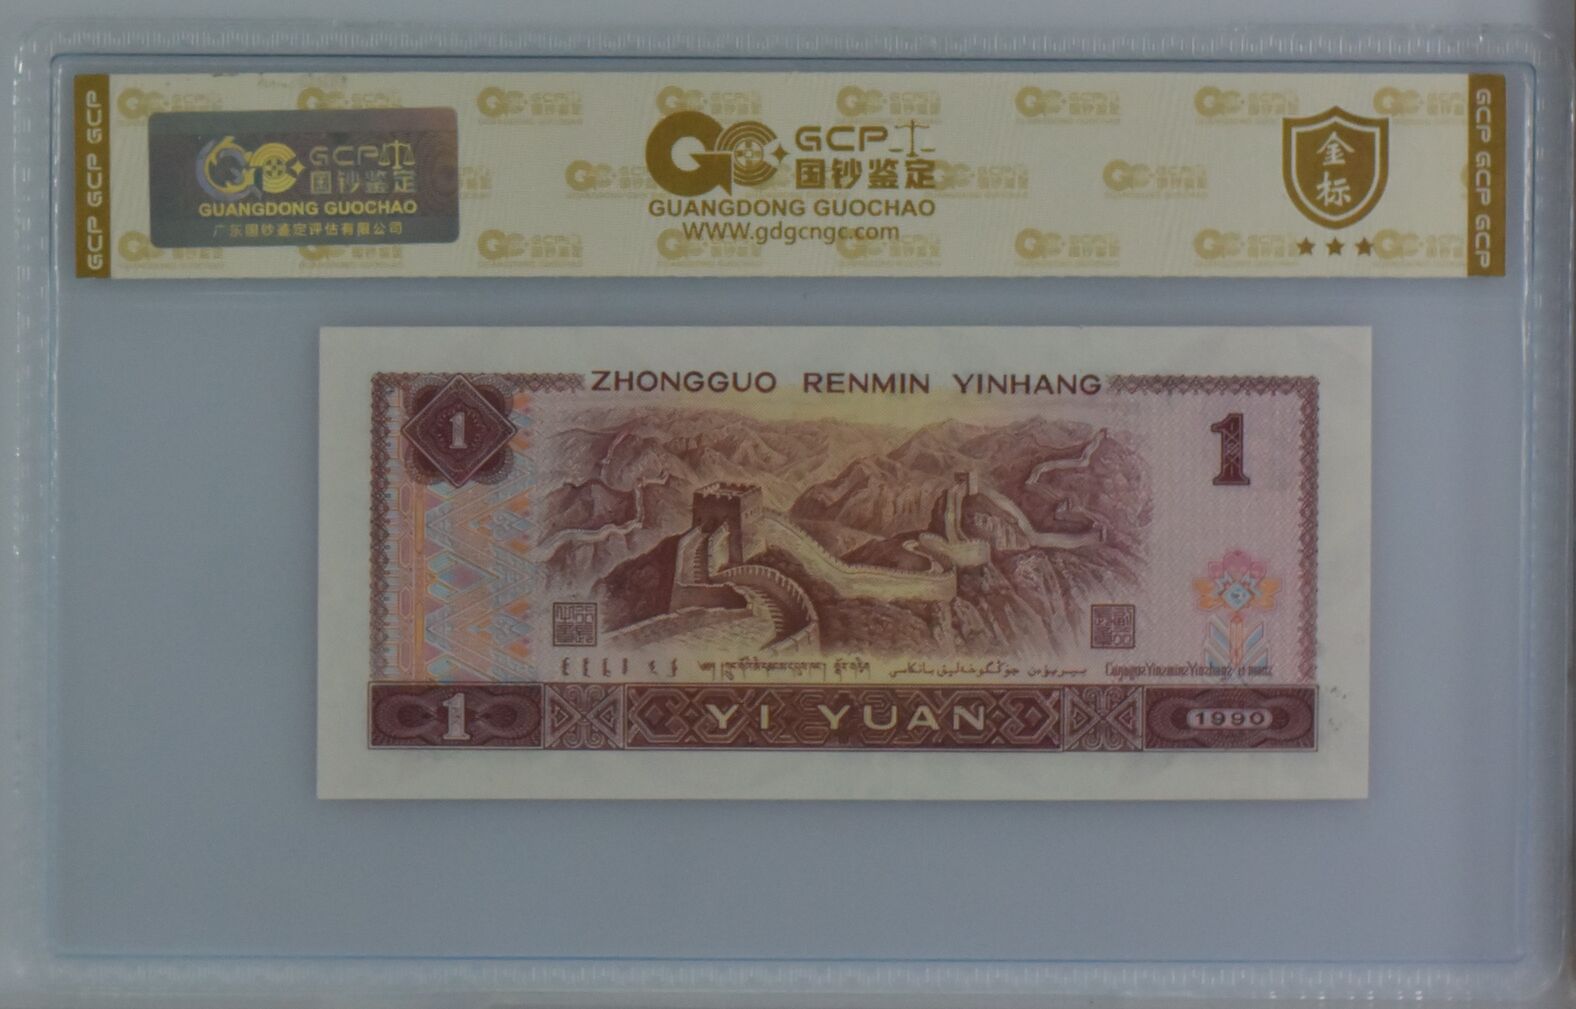 GCP GCP GCP
GCP
国钞鉴定
GUANGDONG GUOCHAO
广东国钞鉴定评估有限公司
GCP
国钞鉴定
GUANGDONG GUOCHAO
WWW.gdgcngc.com
金标
GCP GCP GCP
ZHONGGUO RENMIN YINHANG
1
1
1
YI YUAN
1990